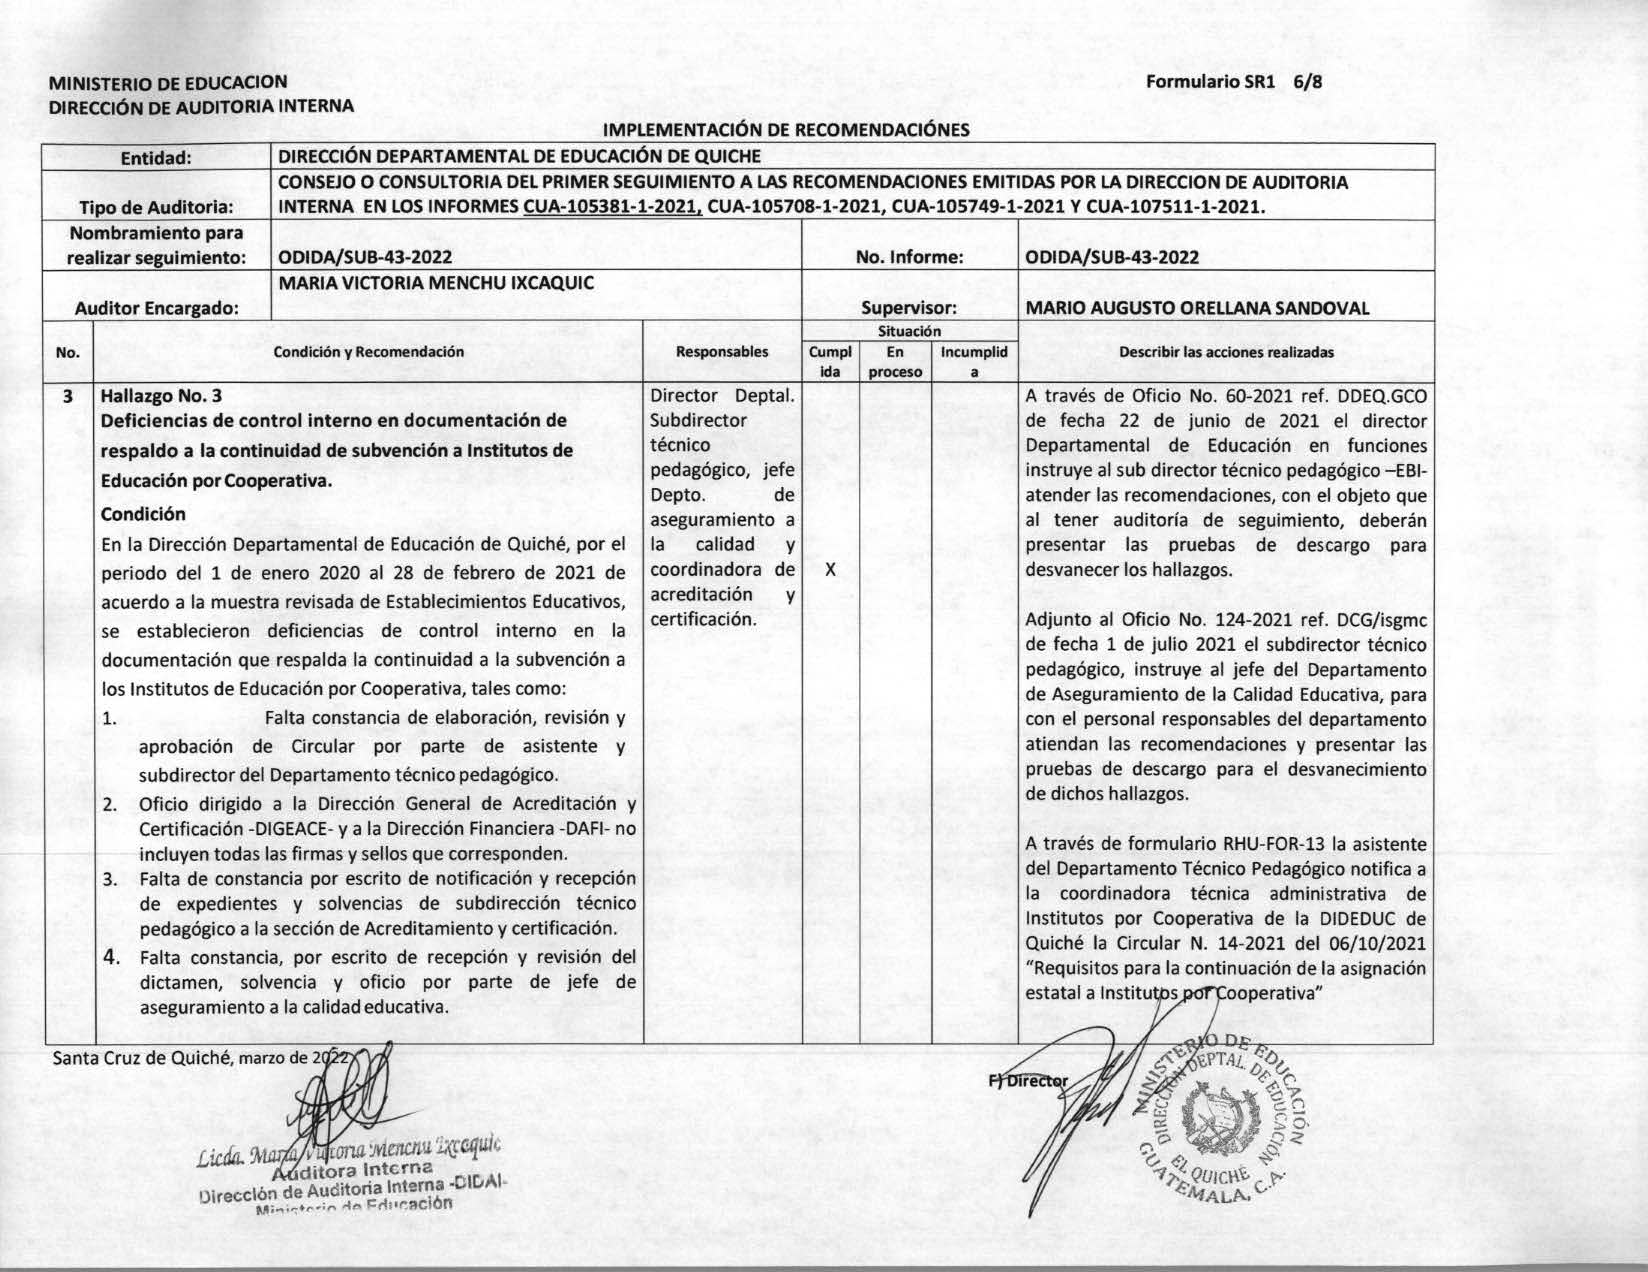 MINISTERIO DE EDUCACION
DIRECCIÓN DE AUDITORIA INTERNA
Formulario SR1 6/8
IMPLEMENTACIÓN DE RECOMENDACIÓNES
Entidad: DIRECCIÓN DEPARTAMENTAL DE EDUCACIÓN DE QUICHE
Tipo de Auditoria: CONSEJO O CONSULTORIA DEL PRIMER SEGUIMIENTO A LAS RECOMENDACIONES EMITIDAS POR LA DIRECCION DE AUDITORIA
INTERNA EN LOS INFORMES CUA-105381-1-2021, CUA-105708-1-2021, CUA-105749-1-2021 Y CUA-107511-1-2021.
Nombramiento para
realizar seguimiento: ODIDA/SUB-43-2022 No. Informe: ODIDA/SUB-43-2022
MARIA VICTORIA MENCHU IXCAQUIC
Auditor Encargado: Supervisor: MARIO AUGUSTO ORELLANA SANDOVAL
No.
Condición y Recomendación
Responsables
Situación
Cumpl
ida
En
proceso
Incumplid
a
Describir las acciones realizadas
3
Hallazgo No. 3
Deficiencias de control interno en documentación de
respaldo a la continuidad de subvención a Institutos de
Educación por Cooperativa.
Condición
En la Dirección Departamental de Educación de Quiché, por el
periodo del 1 de enero 2020 al 28 de febrero de 2021 de
acuerdo a la muestra revisada de Establecimientos Educativos,
se establecieron deficiencias de control interno en la
documentación que respalda la continuidad a la subvención a
los Institutos de Educación por Cooperativa, tales como:
1. Falta constancia de elaboración, revisión y
aprobación de Circular por parte de asistente y
subdirector del Departamento técnico pedagógico.
2. Oficio dirigido a la Dirección General de Acreditación y
Certificación -DIGEACE- y a la Dirección Financiera -DAFI- no
incluyen todas las firmas y sellos que corresponden.
3. Falta de constancia por escrito de notificación y recepción
de expedientes y solvencias de subdirección técnico
pedagógico a la sección de Acreditamiento y certificación.
4. Falta constancia, por escrito de recepción y revisión del
dictamen, solvencia y oficio por parte de jefe de
aseguramiento a la calidad educativa.
Director Deptal.
Subdirector
técnico
pedagógico, jefe
Depto. de
aseguramiento a
la calidad y
coordinadora de
acreditación y
certificación.
X
A través de Oficio No. 60-2021 ref. DDEQ.GCO
de fecha 22 de junio de 2021 el director
Departamental de Educación en funciones
instruye al sub director técnico pedagógico –EBI-
atender las recomendaciones, con el objeto que
al tener auditoría de seguimiento, deberán
presentar las pruebas de descargo para
desvanecer los hallazgos.
Adjunto al Oficio No. 124-2021 ref. DCG/isgmc
de fecha 1 de julio 2021 el subdirector técnico
pedagógico, instruye al jefe del Departamento
de Aseguramiento de la Calidad Educativa, para
con el personal responsables del departamento
atiendan las recomendaciones y presentar las
pruebas de descargo para el desvanecimiento
de dichos hallazgos.
A través de formulario RHU-FOR-13 la asistente
del Departamento Técnico Pedagógico notifica a
la coordinadora técnica administrativa de
Institutos por Cooperativa de la DIDEDUC de
Quiché la Circular N. 14-2021 del 06/10/2021
“Requisitos para la continuación de la asignación
estatal a Institutos por Cooperativa”
Santa Cruz de Quiché, marzo de 2022
F) Director
Licda. María Victoria Menchu Ixcaquic
Auditora Interna
Dirección de Auditoria Interna -DIDAI-
Ministerio de Educación
MINISTERIO DE EDUCACIÓN
DIRECCIÓN DEPTAL. DE EDUCACIÓN
EL QUICHÉ
GUATEMALA, C.A.